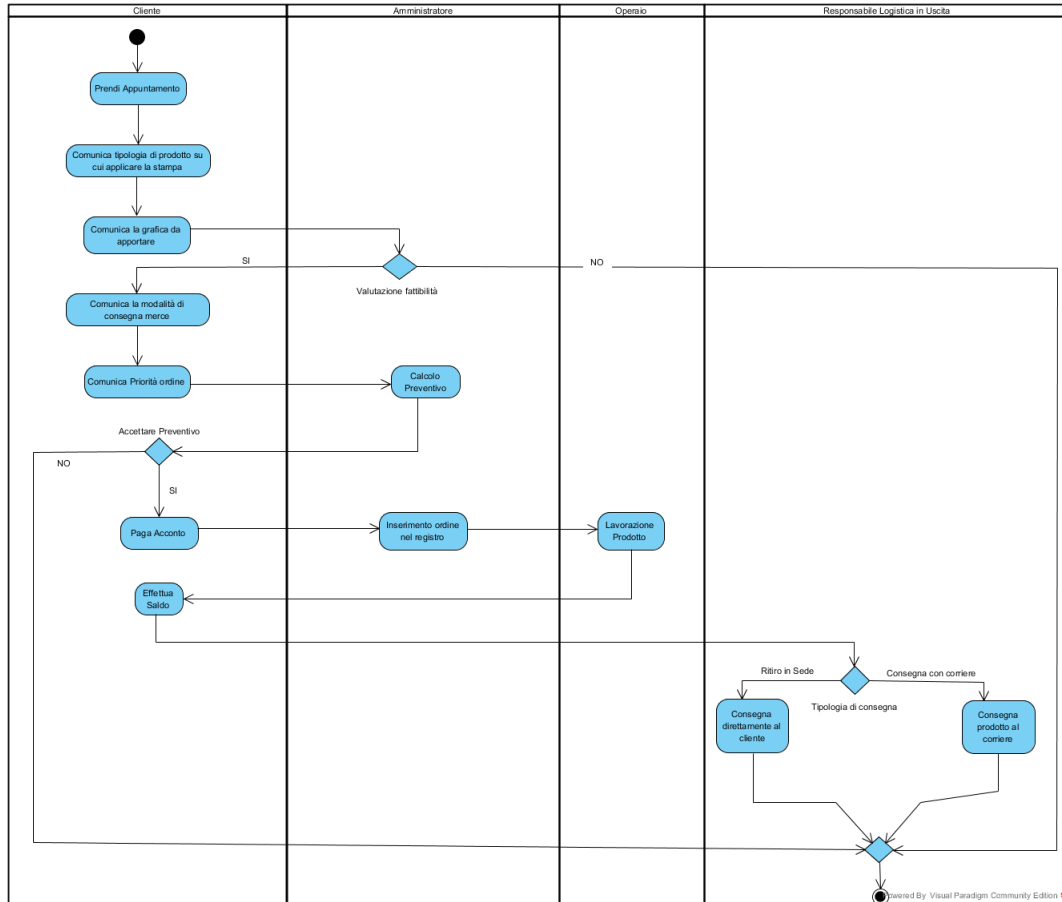 Cliente
Amministratore
Operaio
Responsabile Logistica in Uscita
Prendi Appuntamento
Comunica tipologia di prodotto su
cui applicare la stampa
Comunica la grafica da
apportare
SI
NO
Valutazione fattibilità
Comunica la modalità di
consegna merce
Comunica Priorità ordine
Calcolo
Preventivo
Accettare Preventivo
NO
SI
Paga Acconto
Inserimento ordine
nel registro
Lavorazione
Prodotto
Effettua
Saldo
Ritiro in Sede
Consegna con corriere
Tipologia di consegna
Consegna
direttamente al
cliente
Consegna
prodotto al
corriere
Powered By Visual Paradigm Community Edition